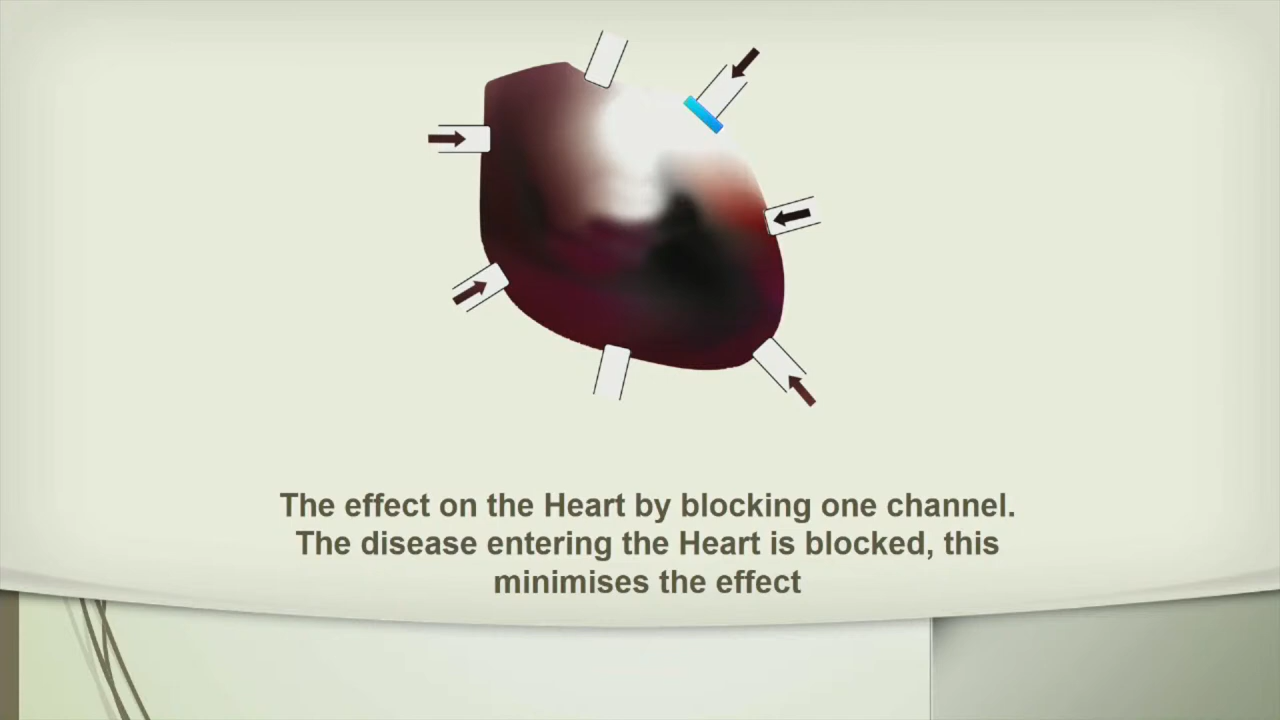 The effect on the Heart by blocking one channel.
The disease entering the Heart is blocked, this
minimises the effect